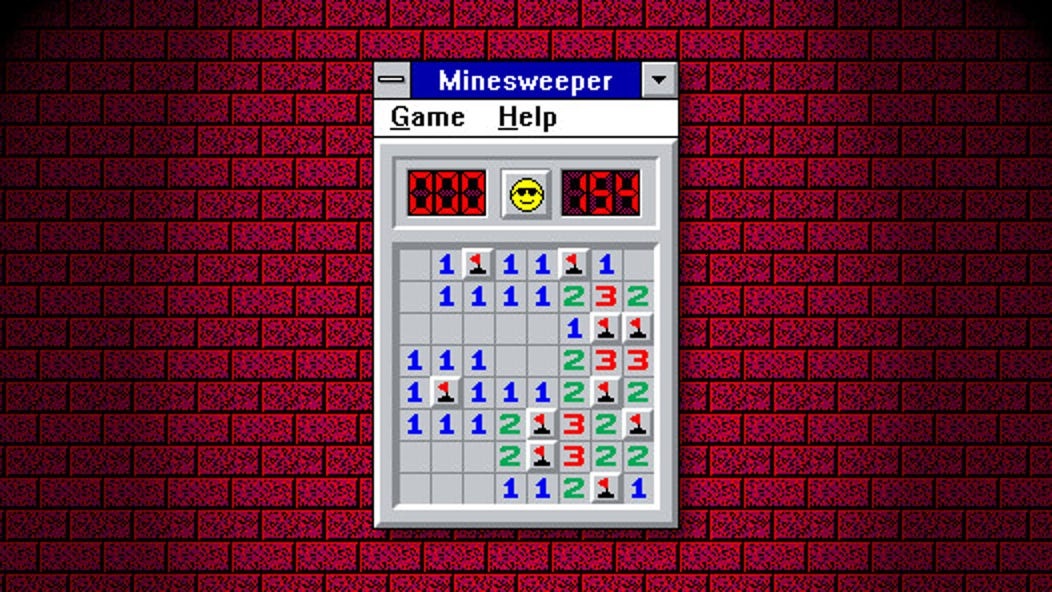 Minesweeper
Game Help
000 154
1 1 1 1
1 1 1 1 2 3 2
1
1 1 1 2 3 3
1 1 1 1 2 2
1 1 1 2 3 2
2 3 2 2
1 1 2 1